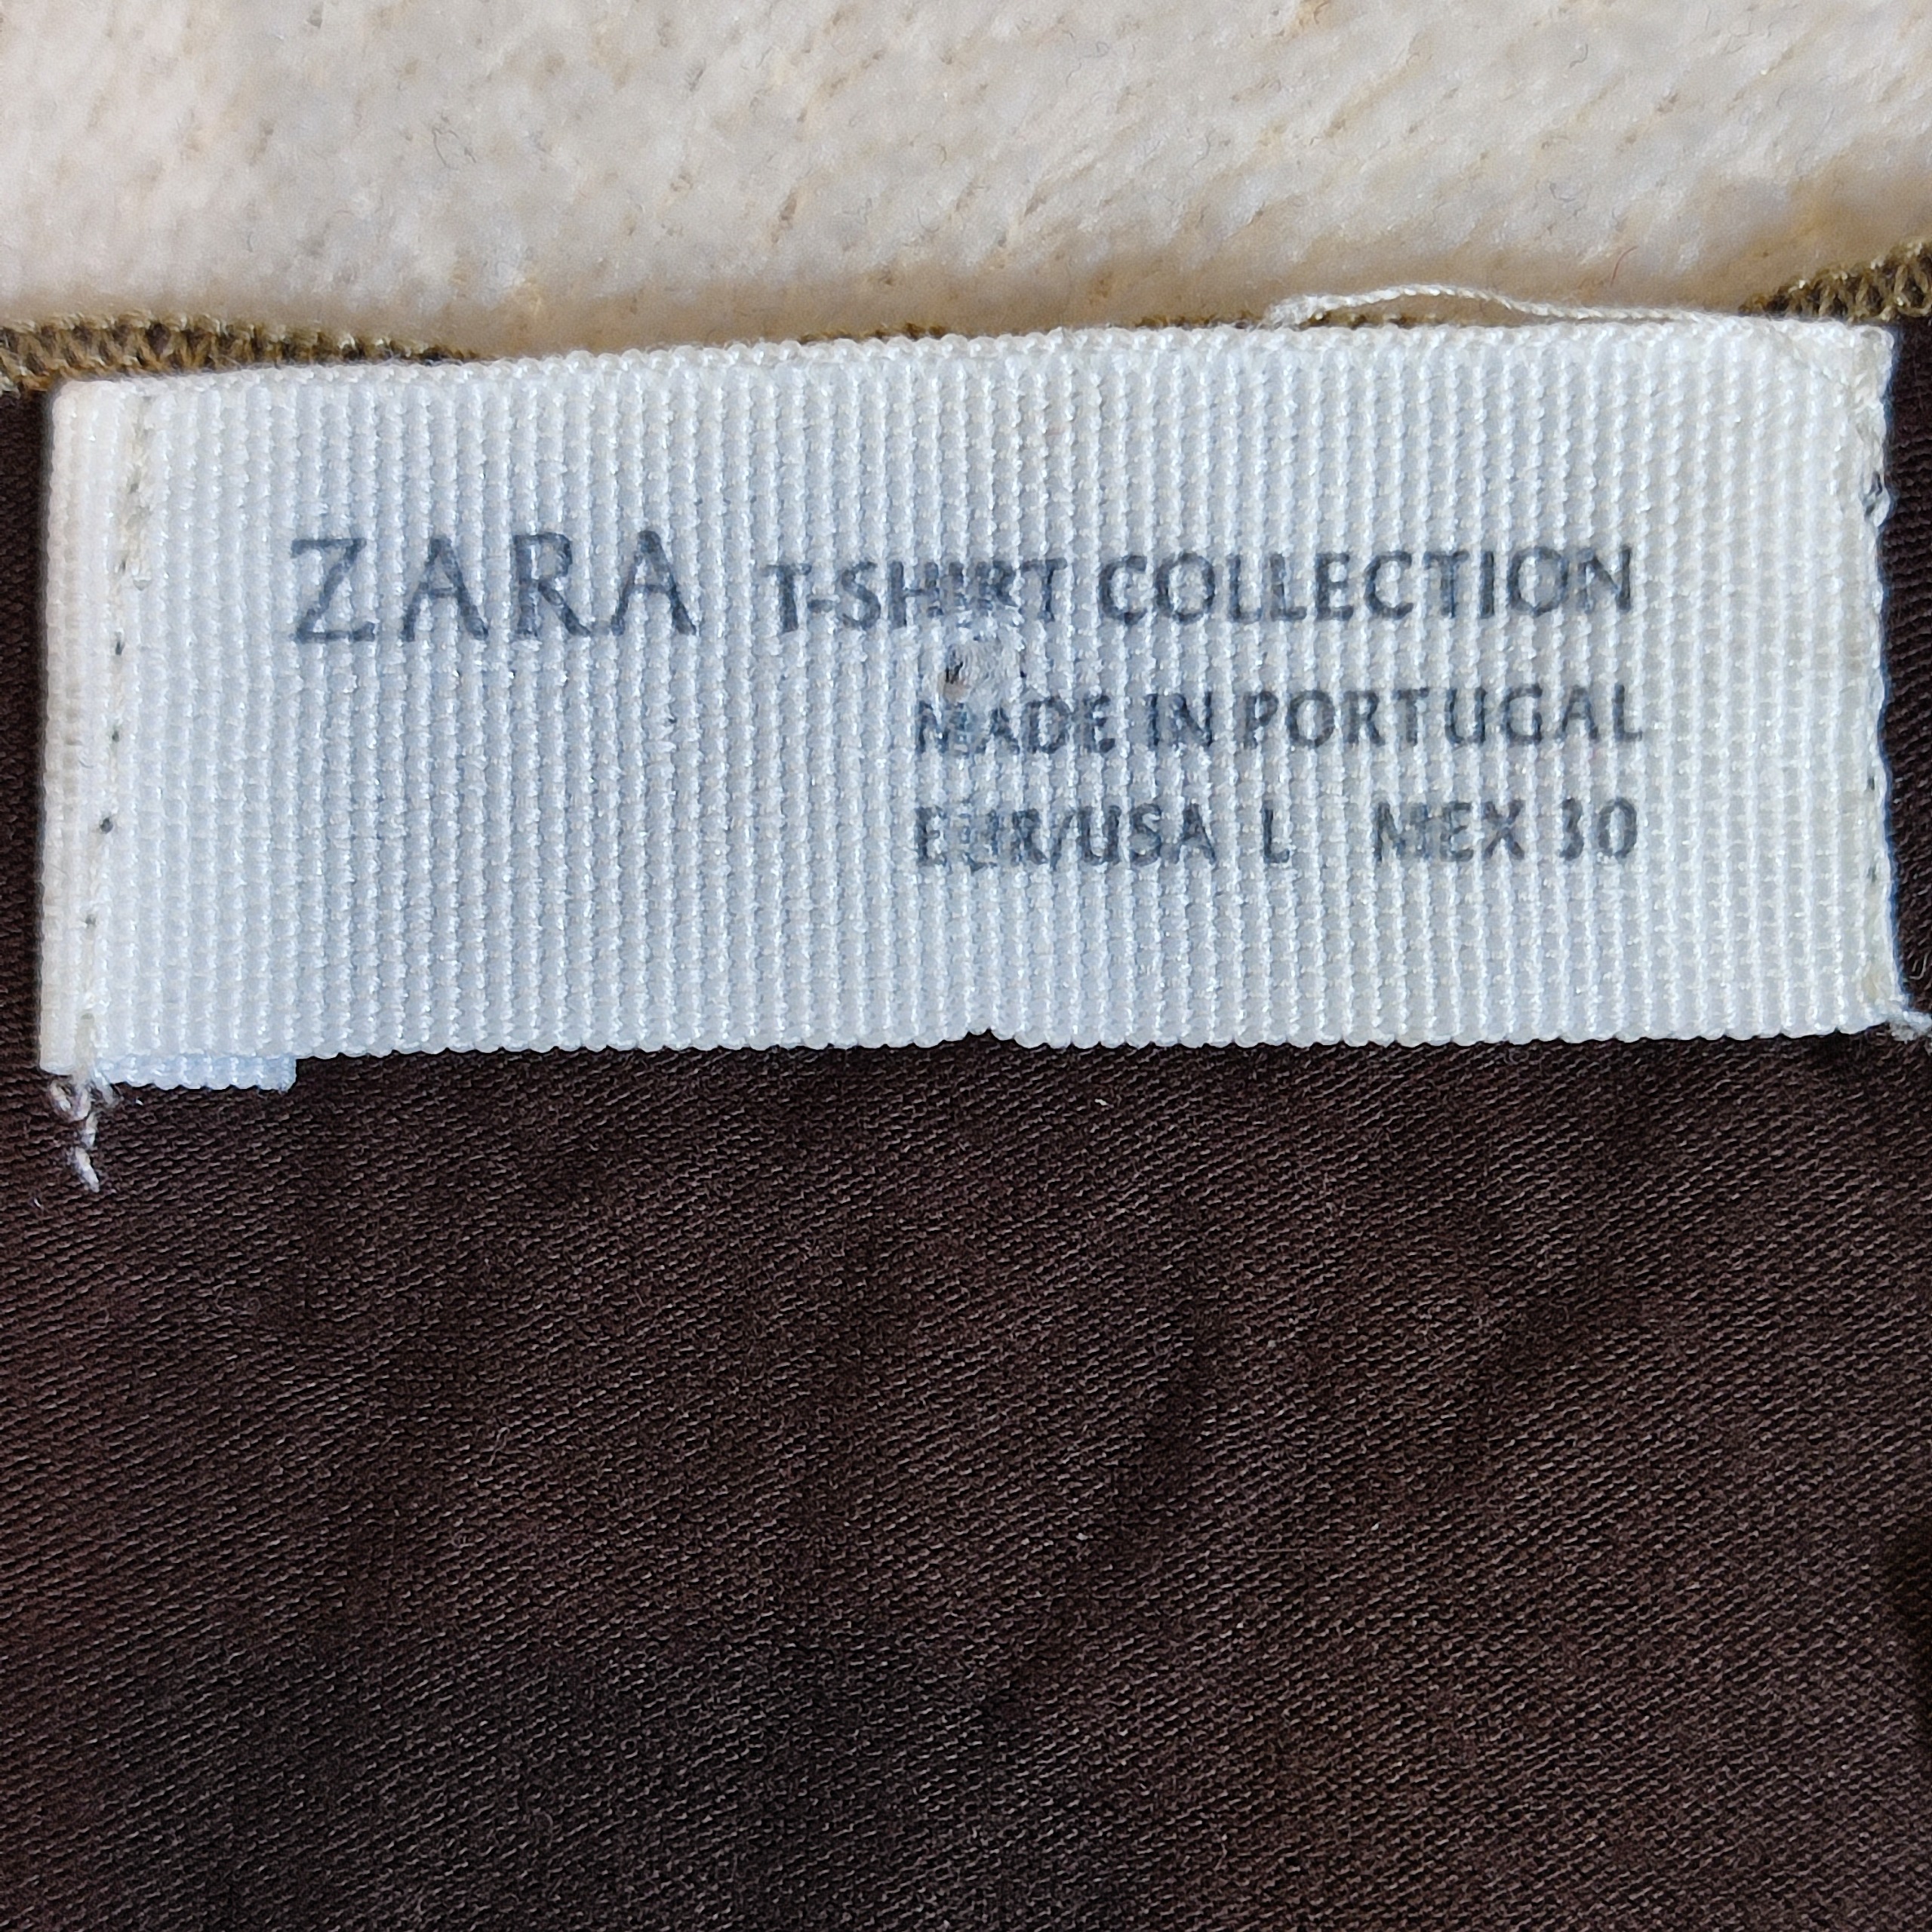 ZARA T-SHIRT COLLECTION
MADE IN PORTUGAL
EUR/USA L MEX 30